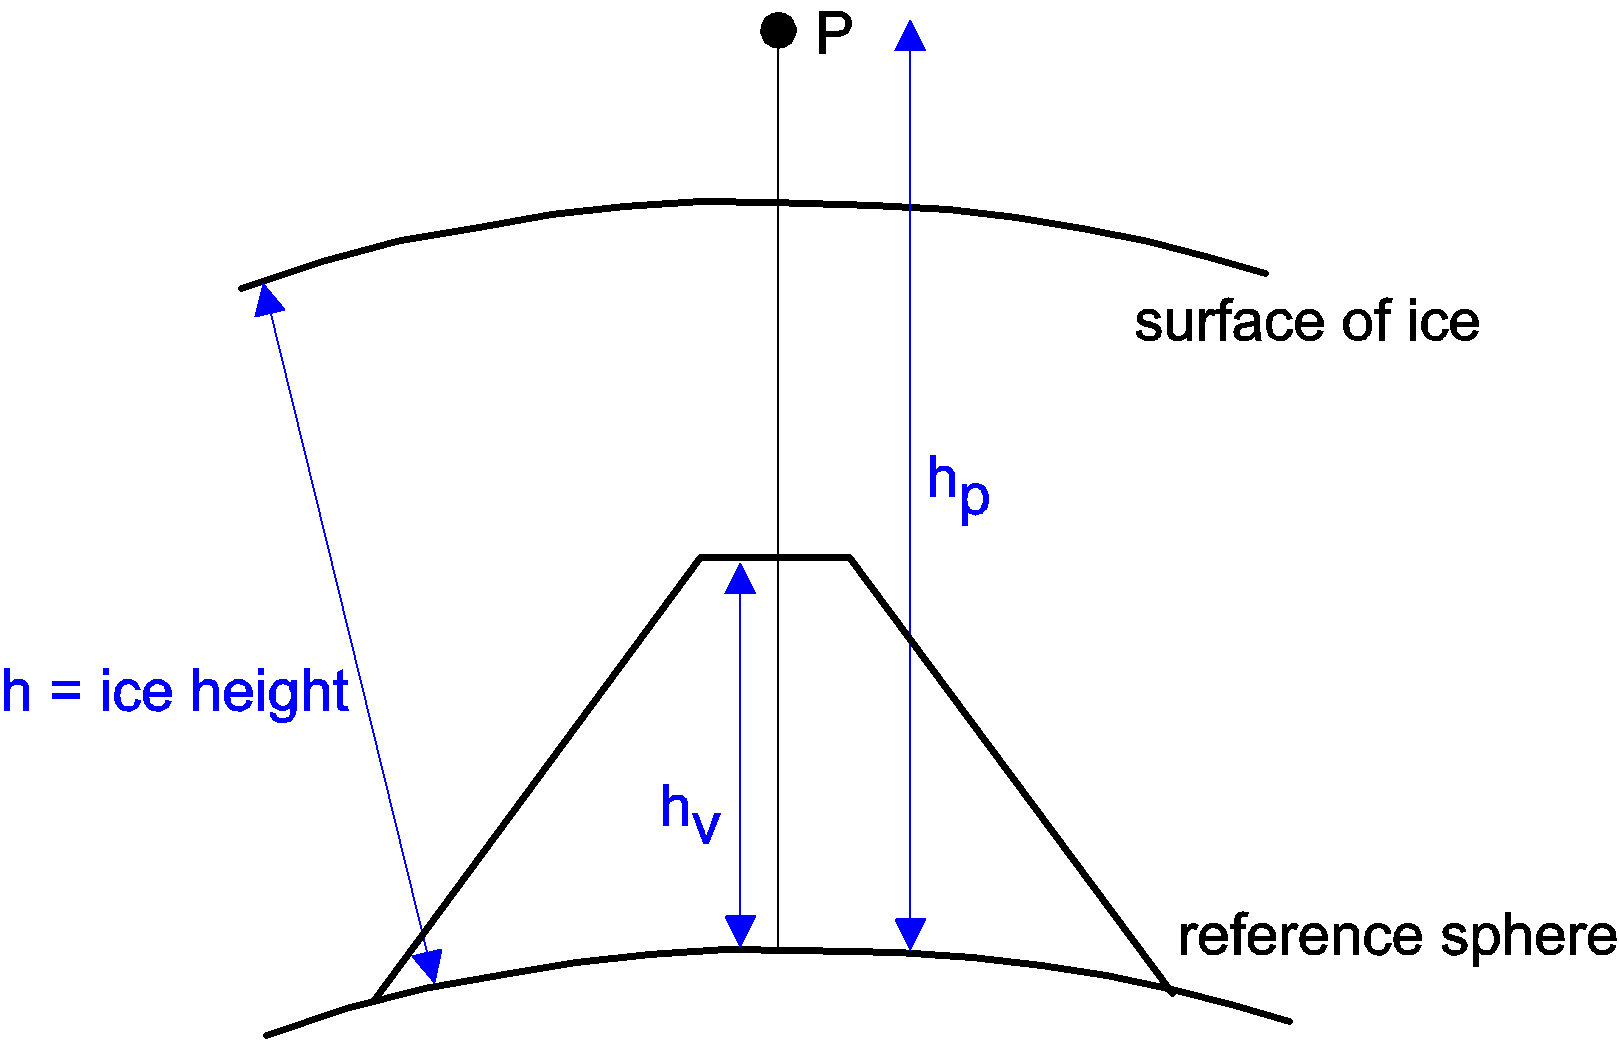 P
surface of ice
hp
h = ice height
hv
reference sphere